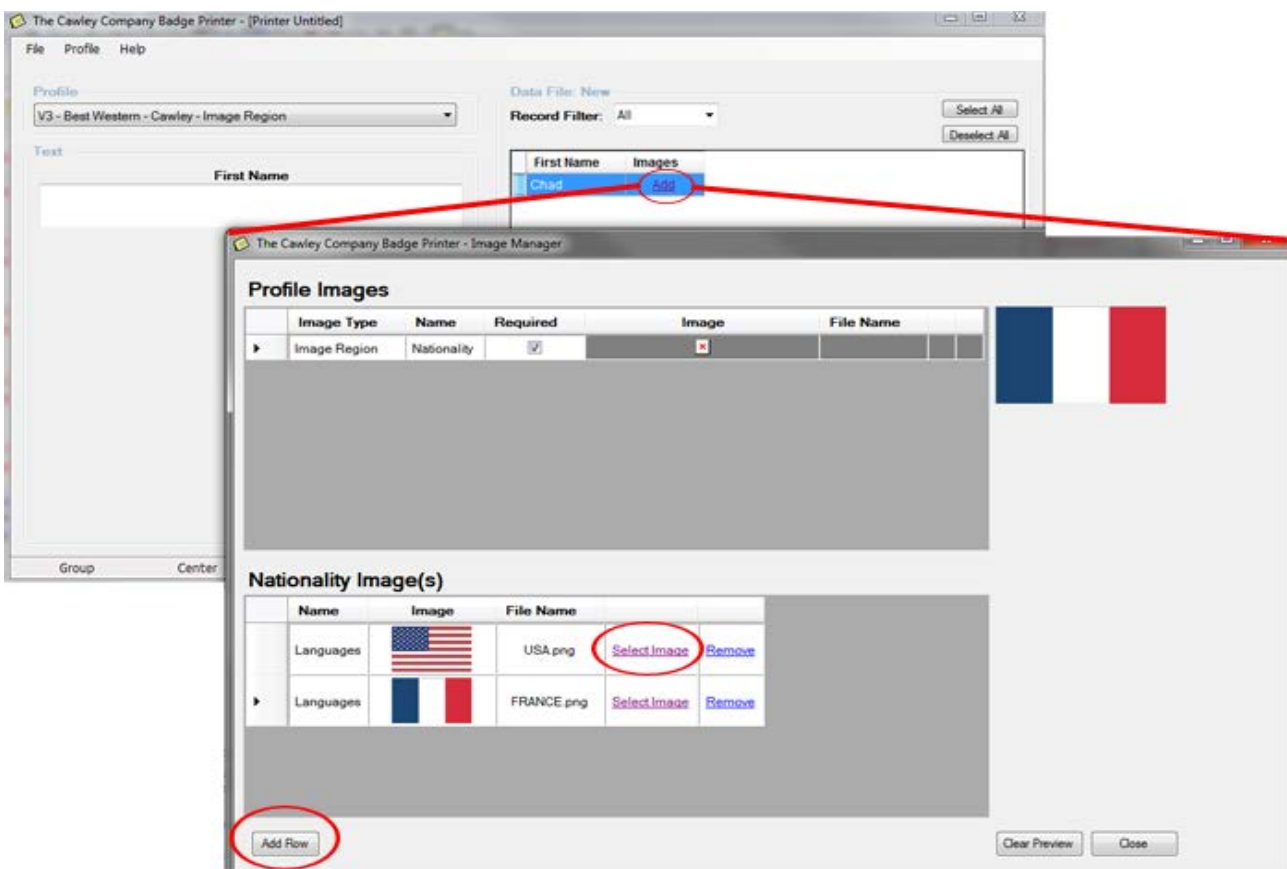 The Cawley Company Badge Printer - [Printer Untitled]
File Profile Help
Profile
V3 - Best Western - Cawley - Image Region
Text
First Name
Data File: New
Record Filter: All
Select All
Deselect All
First Name Images
Chad Add
Group Center
The Cawley Company Badge Printer - Image Manager
Profile Images
Image Type Name Required Image File Name
Image Region Nationality
Nationality Image(s)
Name Image File Name
Languages USA.png Select Image Remove
Languages FRANCE.png Select Image Remove
Add Row
Clear Preview Close